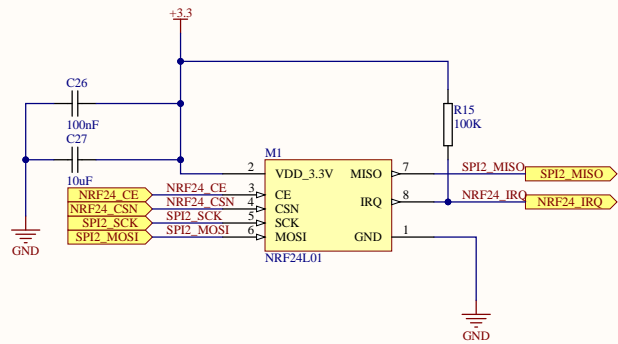 +3.3
C26
100nF
C27
10uF
R15
100K
M1
2 VDD_3.3V MISO 7 SPI2_MISO SPI2_MISO
NRF24_CE NRF24_CE 3 CE
NRF24_CSN NRF24_CSN 4 CSN IRQ 8 NRF24_IRQ NRF24_IRQ
SPI2_SCK SPI2_SCK 5 SCK
SPI2_MOSI SPI2_MOSI 6 MOSI GND 1
NRF24L01
GND
GND